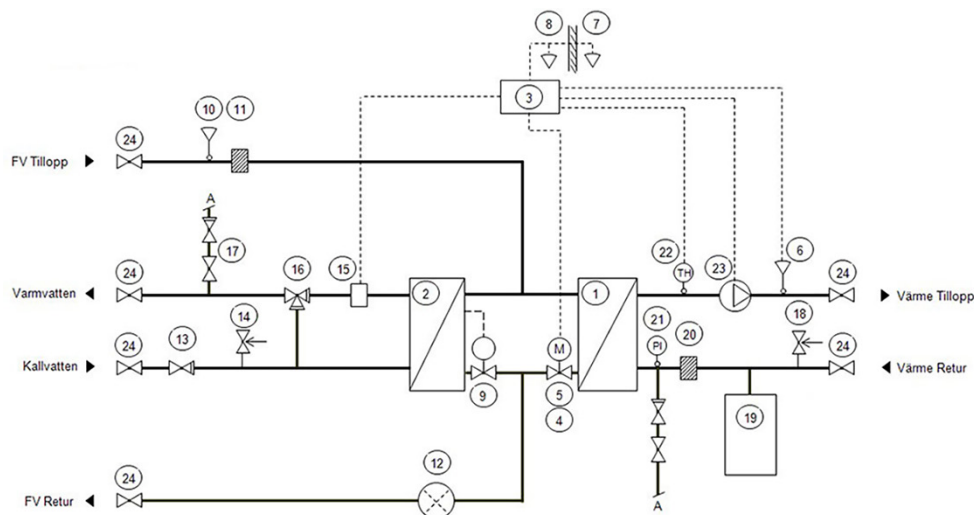 8 7
3
10 11
24
FV Tillopp
A
17
24
16
15
2
1
22
TH
23
6
24
Varmvatten
Värme Tillopp
14
21
20
18
24
13
PI
M
24
Kallvatten
Värme Retur
9
5
4
19
24
12
A
FV Retur